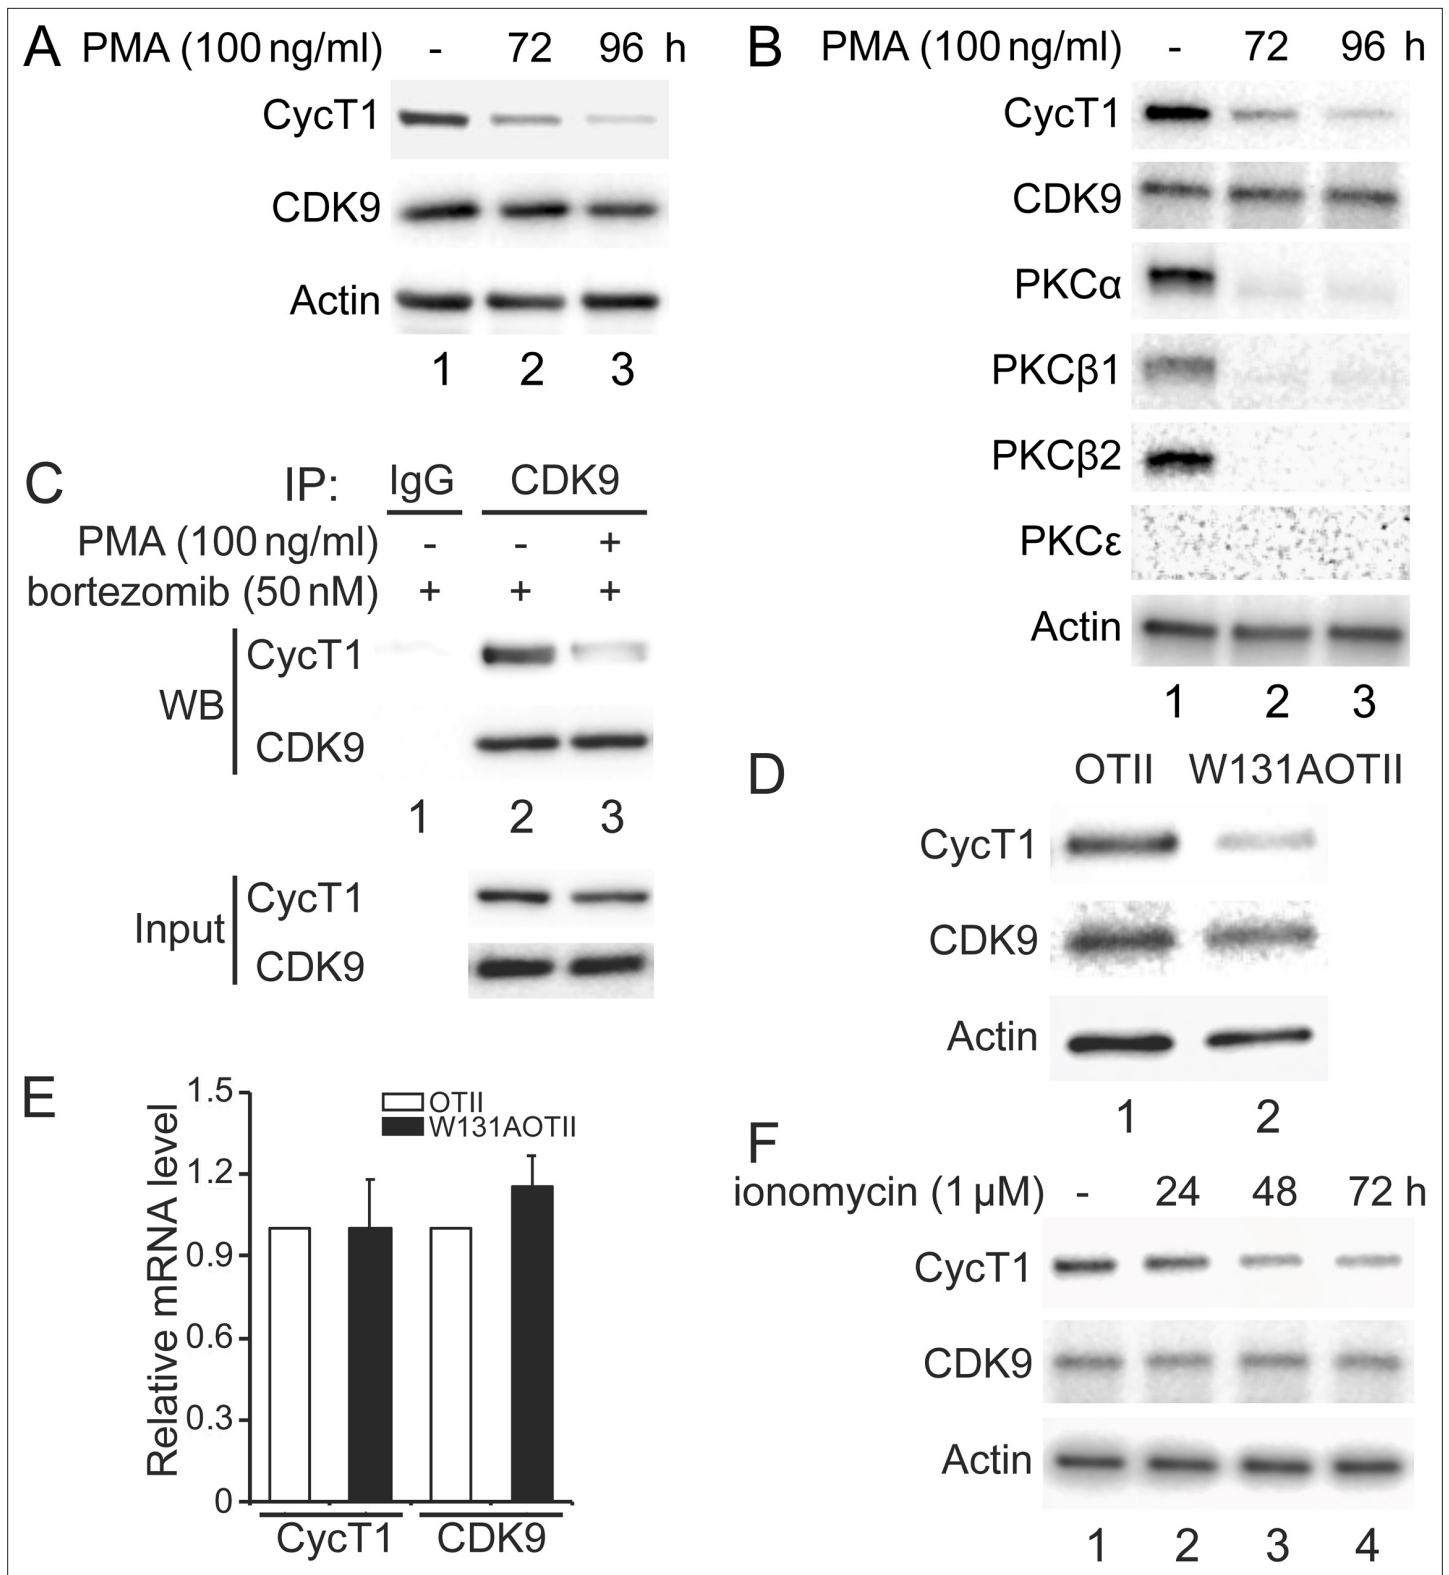 A PMA (100 ng/ml) - 72 96 h
CycT1
CDK9
Actin
1 2 3
B PMA (100 ng/ml) - 72 96 h
CycT1
CDK9
PKCα
PKCβ1
PKCβ2
PKCε
Actin
1 2 3
C IP: IgG CDK9
PMA (100 ng/ml) - - +
bortezomib (50 nM) + + +
WB
CycT1
CDK9
1 2 3
Input
CycT1
CDK9
D OTII W131AOTII
CycT1
CDK9
Actin
1 2
E
Relative mRNA level
1.5
1.2
0.9
0.6
0.3
0
OTII
W131AOTII
CycT1 CDK9
F
ionomycin (1 µM) - 24 48 72 h
CycT1
CDK9
Actin
1 2 3 4